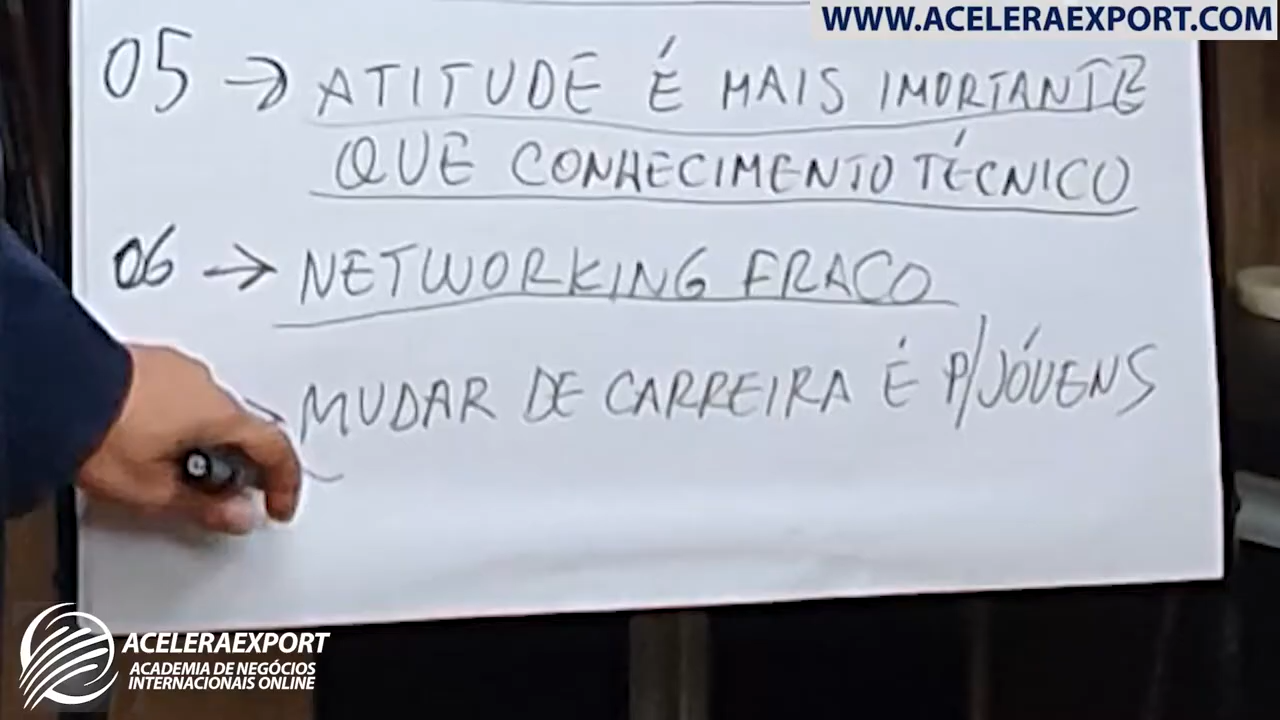 WWW.ACELERAEXPORT.COM
05 → ATITUDE É MAIS IMORTANTE
QUE CONHECIMENTO TÉCNICO
06 → NETWORKING FRACO
MUDAR DE CARREIRA É P/JÓVENS
ACELERAEXPORT
ACADEMIA DE NEGÓCIOS
INTERNACIONAIS ONLINE